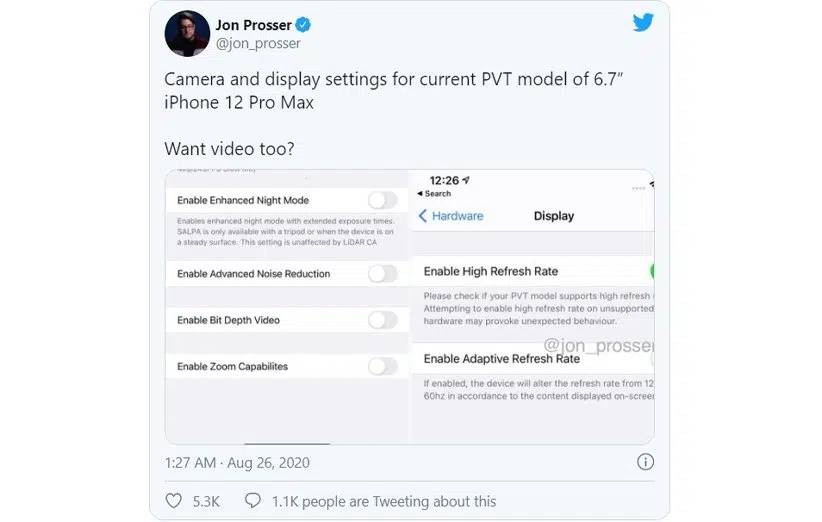 Jon Prosser
@jon_prosser
Camera and display settings for current PVT model of 6.7”
iPhone 12 Pro Max
Want video too?
Enable Enhanced Night Mode
Enables enhanced night mode with extended exposure times.
SALPA is only available with a tripod or when the device is on
a steady surface. This setting is unaffected by LiDAR CA
Enable Advanced Noise Reduction
Enable Bit Depth Video
Enable Zoom Capabilites
12:26
Search
Hardware
Display
Enable High Refresh Rate
Please check if your PVT model supports high refresh
Attempting to enable high refresh rate on unsupported
hardware may provoke unexpected behaviour.
@jon_prosser
Enable Adaptive Refresh Rate
If enabled, the device will alter the refresh rate from 12
60hz in accordance to the content displayed on-screen
1:27 AM · Aug 26, 2020
5.3K
1.1K people are Tweeting about this